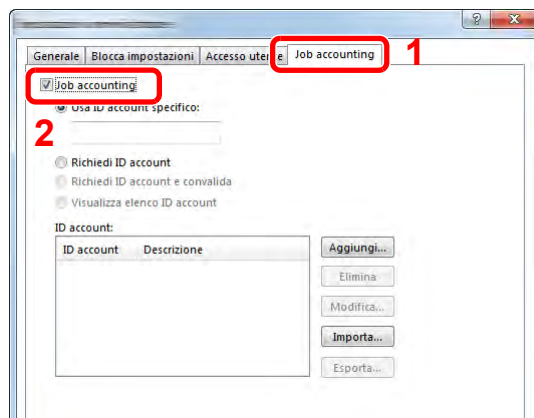 Generale Blocca impostazioni Accesso utente Job accounting 1
Job accounting
Usa ID account specifico:
2
Richiedi ID account
Richiedi ID account e convalida
Visualizza elenco ID account
ID account:
ID account Descrizione
Aggiungi...
Elimina
Modifica...
Importa...
Esporta...